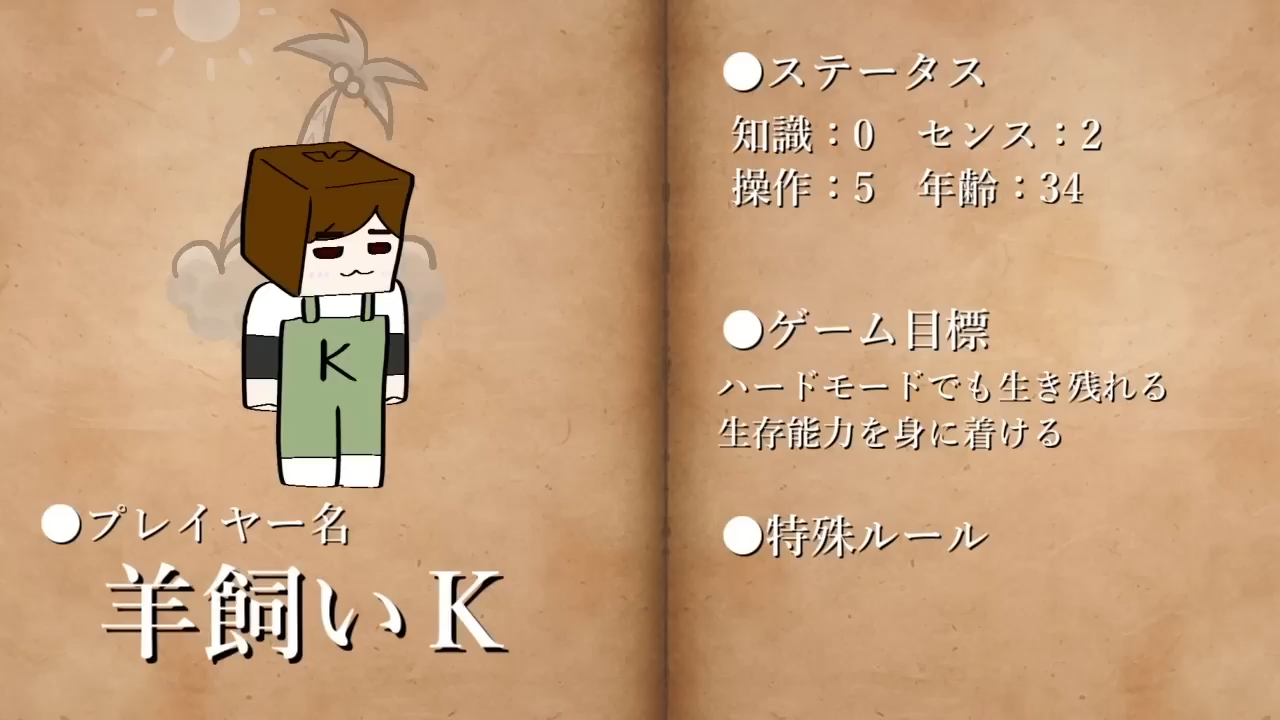 K
●プレイヤー名
羊飼いK
●ステータス
知識：0　センス：2
操作：5　年齢：34
●ゲーム目標
ハードモードでも生き残れる
生存能力を身に着ける
●特殊ルール